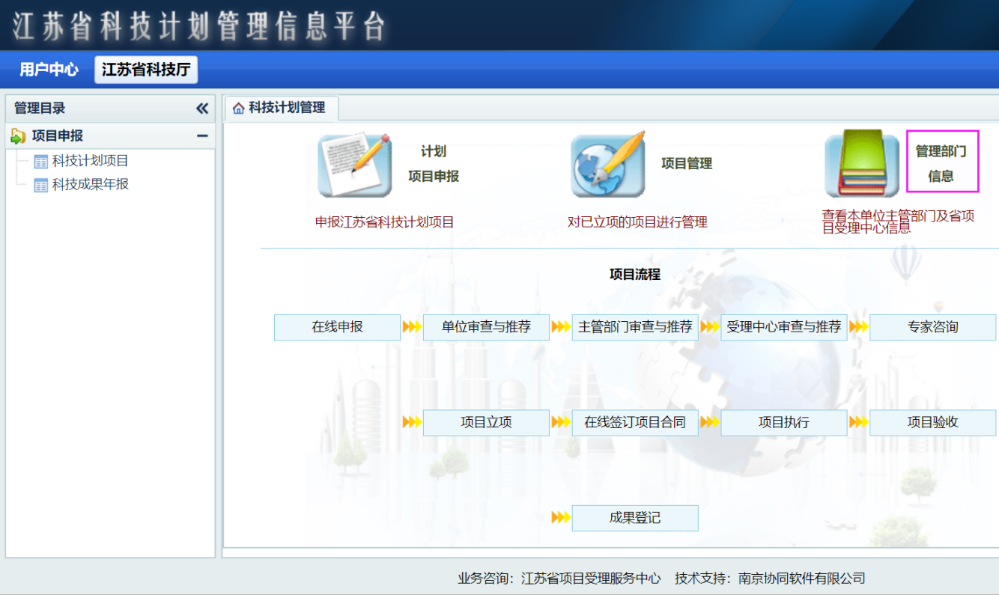 江苏省科技计划管理信息平台
用户中心 江苏省科技厅
管理目录
项目申报
科技计划项目
科技成果年报
科技计划管理
计划
项目申报
申报江苏省科技计划项目
项目管理
对已立项的项目进行管理
管理部门
信息
查看本单位主管部门及省项
目受理中心信息
项目流程
在线申报 单位审查与推荐 主管部门审查与推荐 受理中心审查与推荐 专家咨询
项目立项 在线签订项目合同 项目执行 项目验收
成果登记
业务咨询：江苏省项目受理服务中心 技术支持：南京协同软件有限公司